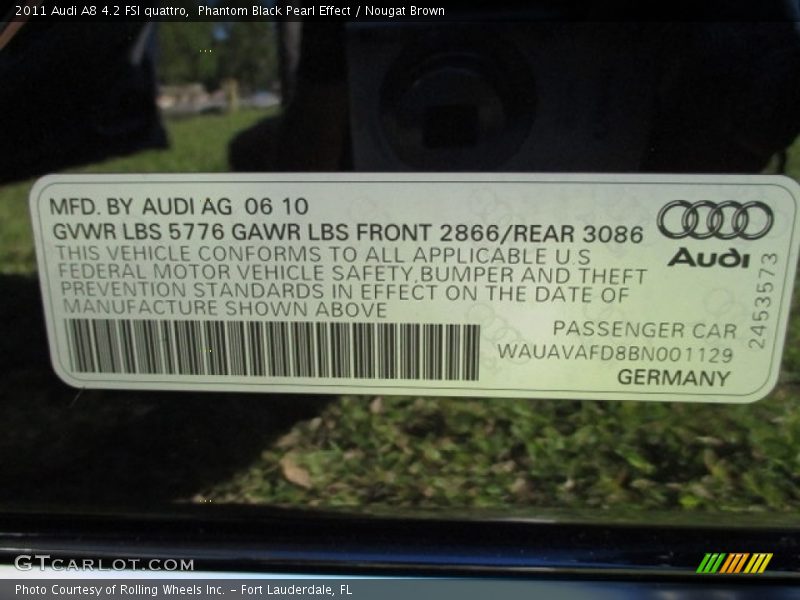 2011 Audi A8 4.2 FSI quattro,  Phantom Black Pearl Effect / Nougat Brown
MFD. BY AUDI AG 06 10
GVWR LBS 5776 GAWR LBS FRONT 2866/REAR 3086
THIS VEHICLE CONFORMS TO ALL APPLICABLE U S
FEDERAL MOTOR VEHICLE SAFETY,BUMPER AND THEFT
PREVENTION STANDARDS IN EFFECT ON THE DATE OF
MANUFACTURE SHOWN ABOVE
Audi
2453573
PASSENGER CAR
WAUAVAFD8BN001129
GERMANY
GTCARLOT.COM
Photo Courtesy of Rolling Wheels Inc. – Fort Lauderdale, FL